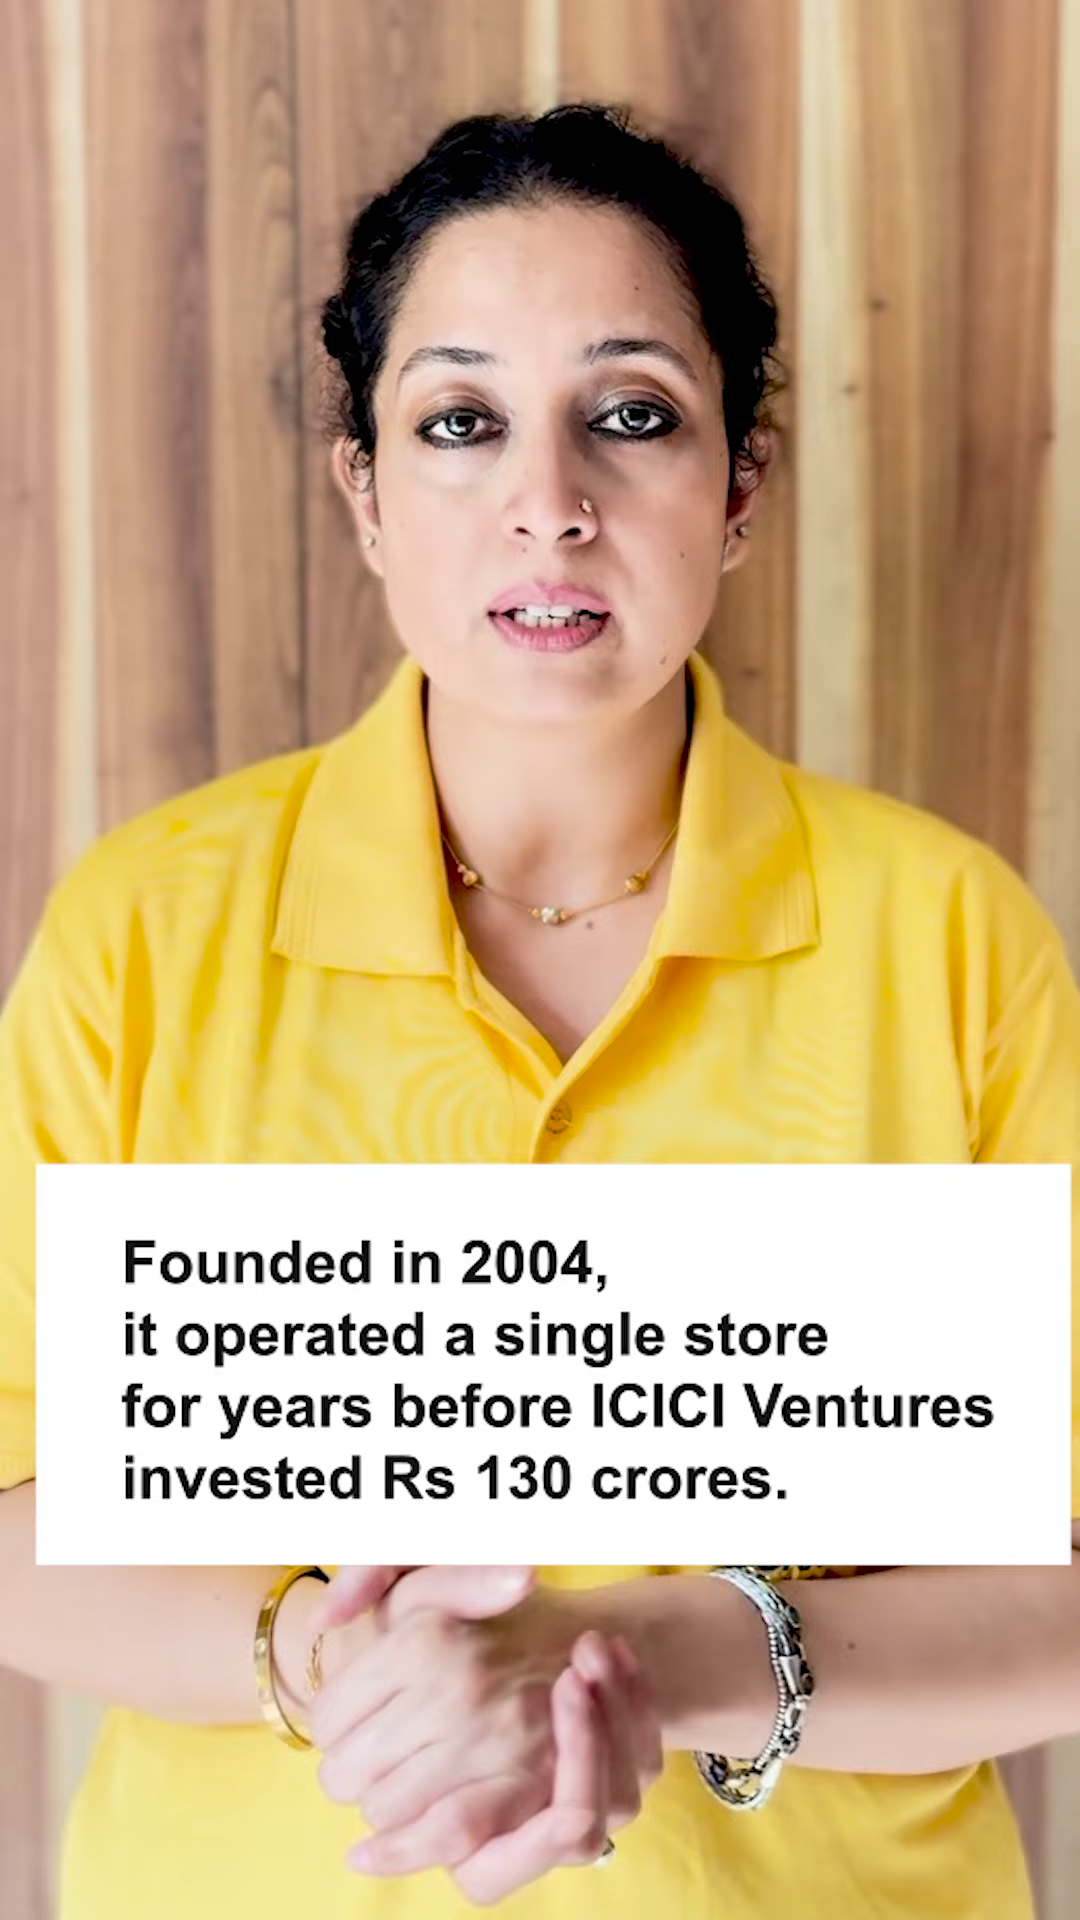 Founded in 2004,
it operated a single store
for years before ICICI Ventures
invested Rs 130 crores.